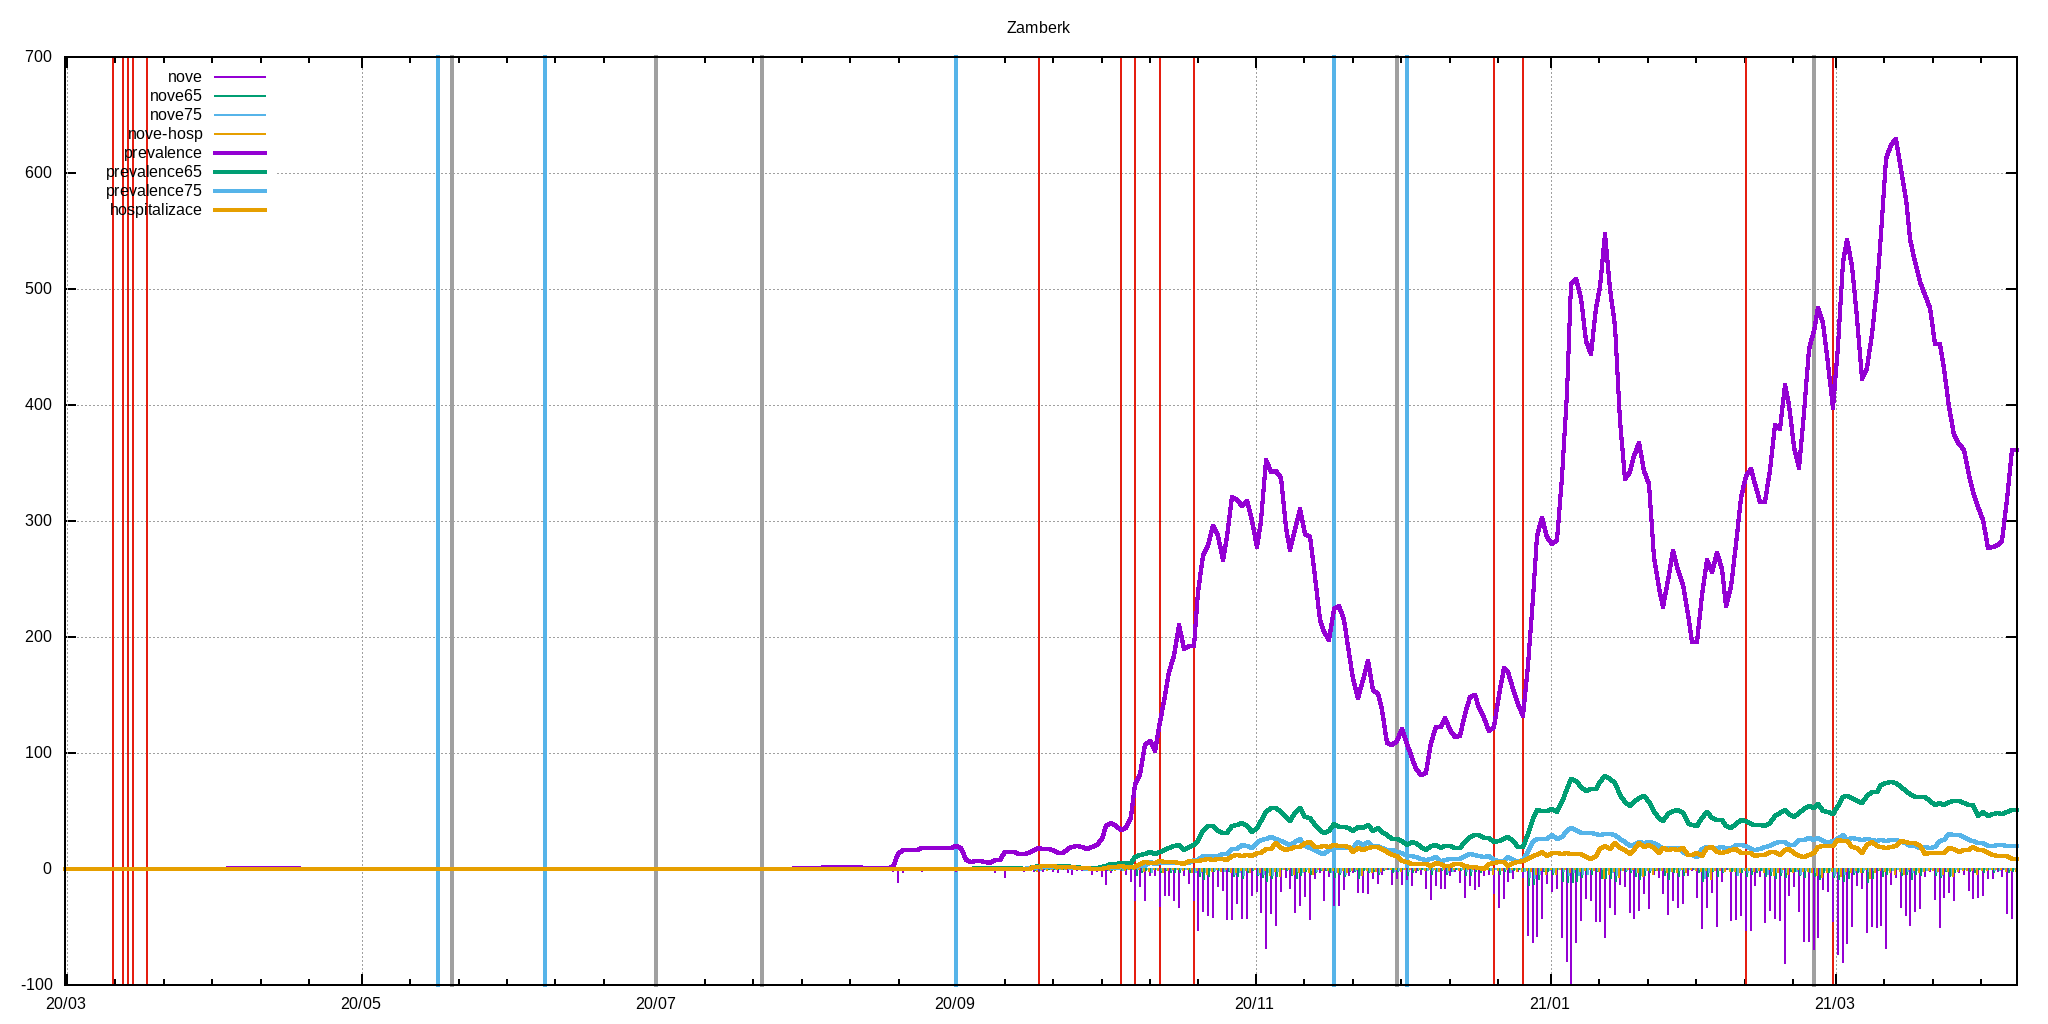 Zamberk
700
600
500
400
300
200
100
0
-100
nove
nove65
nove75
nove-hosp
prevalence
prevalence65
prevalence75
hospitalizace
20/03 20/05 20/07 20/09 20/11 21/01 21/03